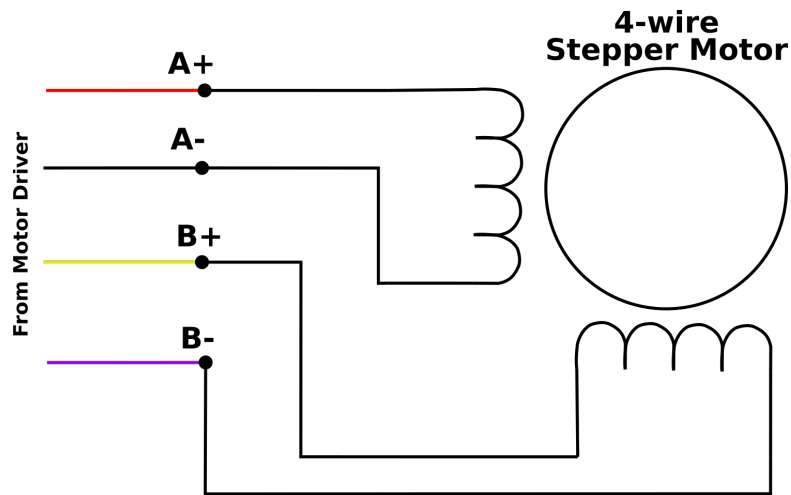 4-wire
Stepper Motor
A+
A-
B+
B-
From Motor Driver